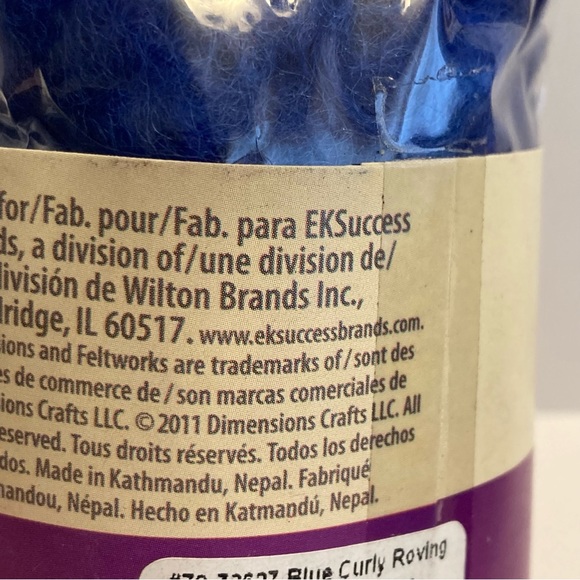 for/Fab. pour/Fab. para EKSuccess
ds, a division of/une division de/
división de Wilton Brands Inc.,
lridge, IL 60517. www.eksuccessbrands.com.
sions and Feltworks are trademarks of/sont des
es de commerce de/son marcas comerciales de
ions Crafts LLC. © 2011 Dimensions Crafts LLC. All
eserved. Tous droits réservés. Todos los derechos
dos. Made in Kathmandu, Nepal. Fabriqué
mandou, Népal. Hecho en Katmandú, Nepal.
Blue Curly Roving